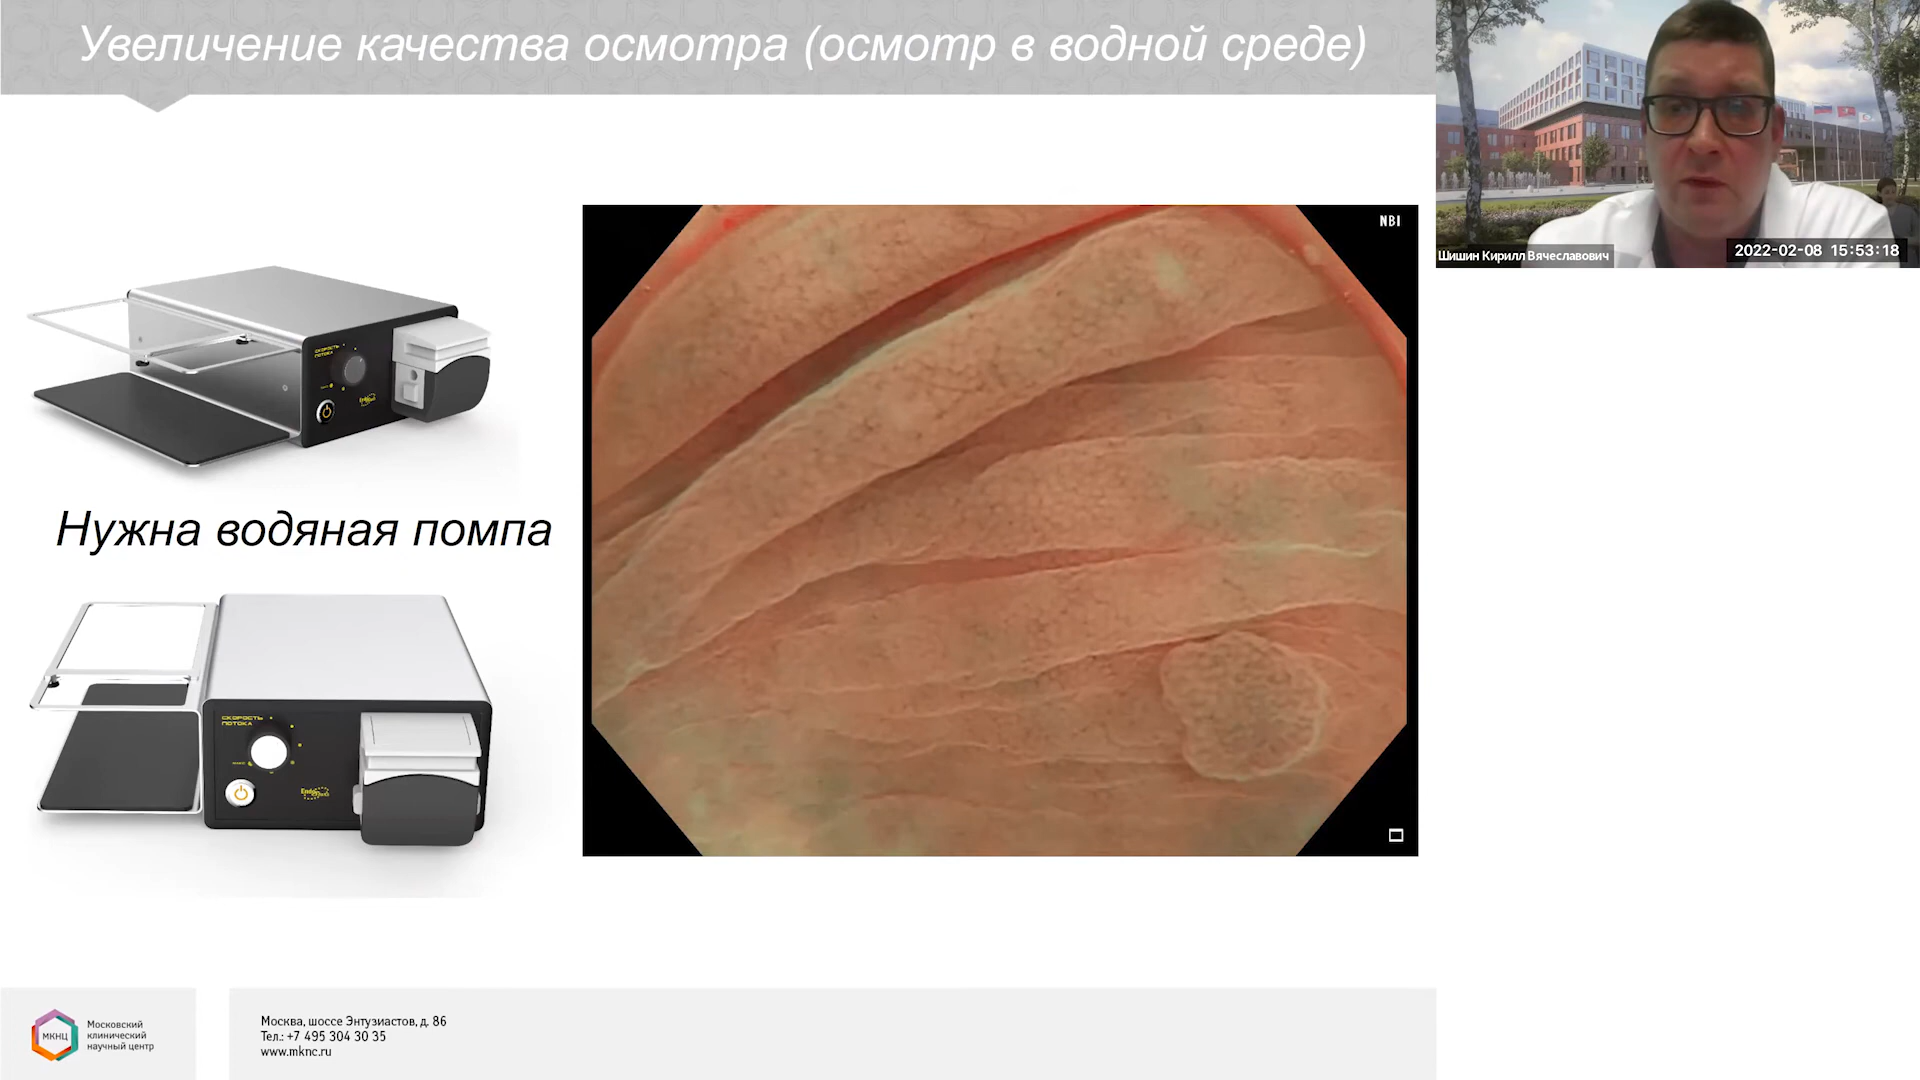 Увеличение качества осмотра (осмотр в водной среде)
NBI
Шишин Кирилл Вячеславович
2022-02-08 15:53:18
СКОРОСТЬ
ПОТОКА
Нужна водяная помпа
СКОРОСТЬ
ПОТОКА
МКНЦ
Московский
клинический
научный центр
Москва, шоссе Энтузиастов, д. 86
Тел.: +7 495 304 30 35
www.mknc.ru